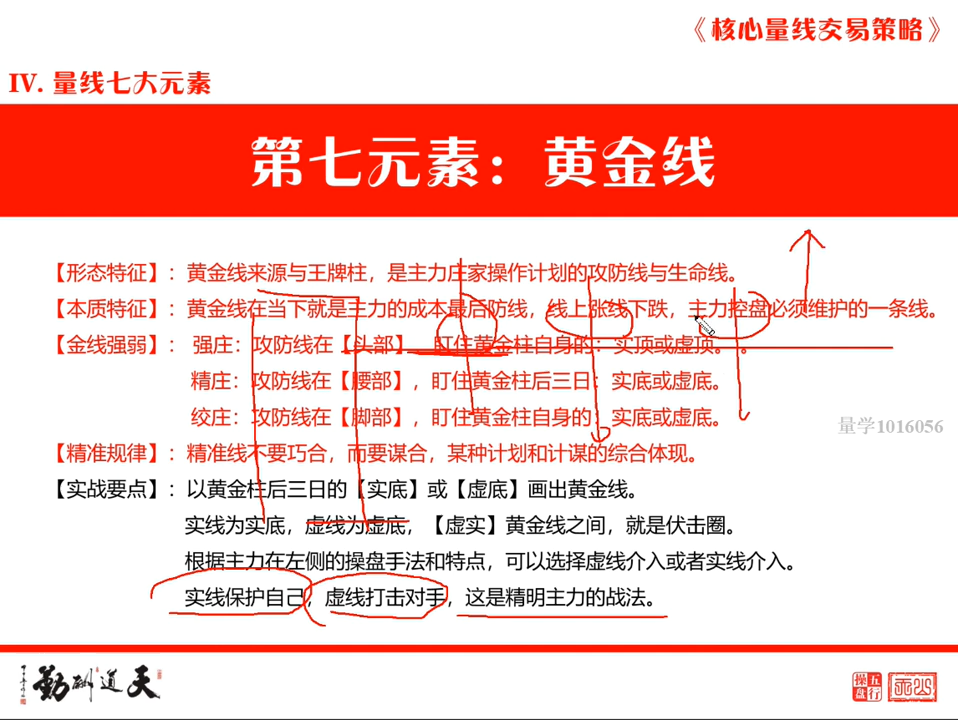 《核心量线交易策略》
IV. 量线七大元素
第七元素：黄金线
【形态特征】：黄金线来源与王牌柱，是主力庄家操作计划的攻防线与生命线。
【本质特征】：黄金线在当下就是主力的成本最后防线，线上涨线下跌，主力控盘必须维护的一条线。
【金线强弱】： 强庄：攻防线在【头部】，盯住黄金柱自身的：实顶或虚顶。。
精庄：攻防线在【腰部】，盯住黄金柱后三日：实底或虚底。
绞庄：攻防线在【脚部】，盯住黄金柱自身的：实底或虚底。
【精准规律】：精准线不要巧合，而要谋合，某种计划和计谋的综合体现。
【实战要点】：以黄金柱后三日的【实底】或【虚底】画出黄金线。
实线为实底，虚线为虚底，【虚实】黄金线之间，就是伏击圈。
根据主力在左侧的操盘手法和特点，可以选择虚线介入或者实线介入。
实线保护自己，虚线打击对手，这是精明主力的战法。
量学1016056
天道酬勤
五行操盘